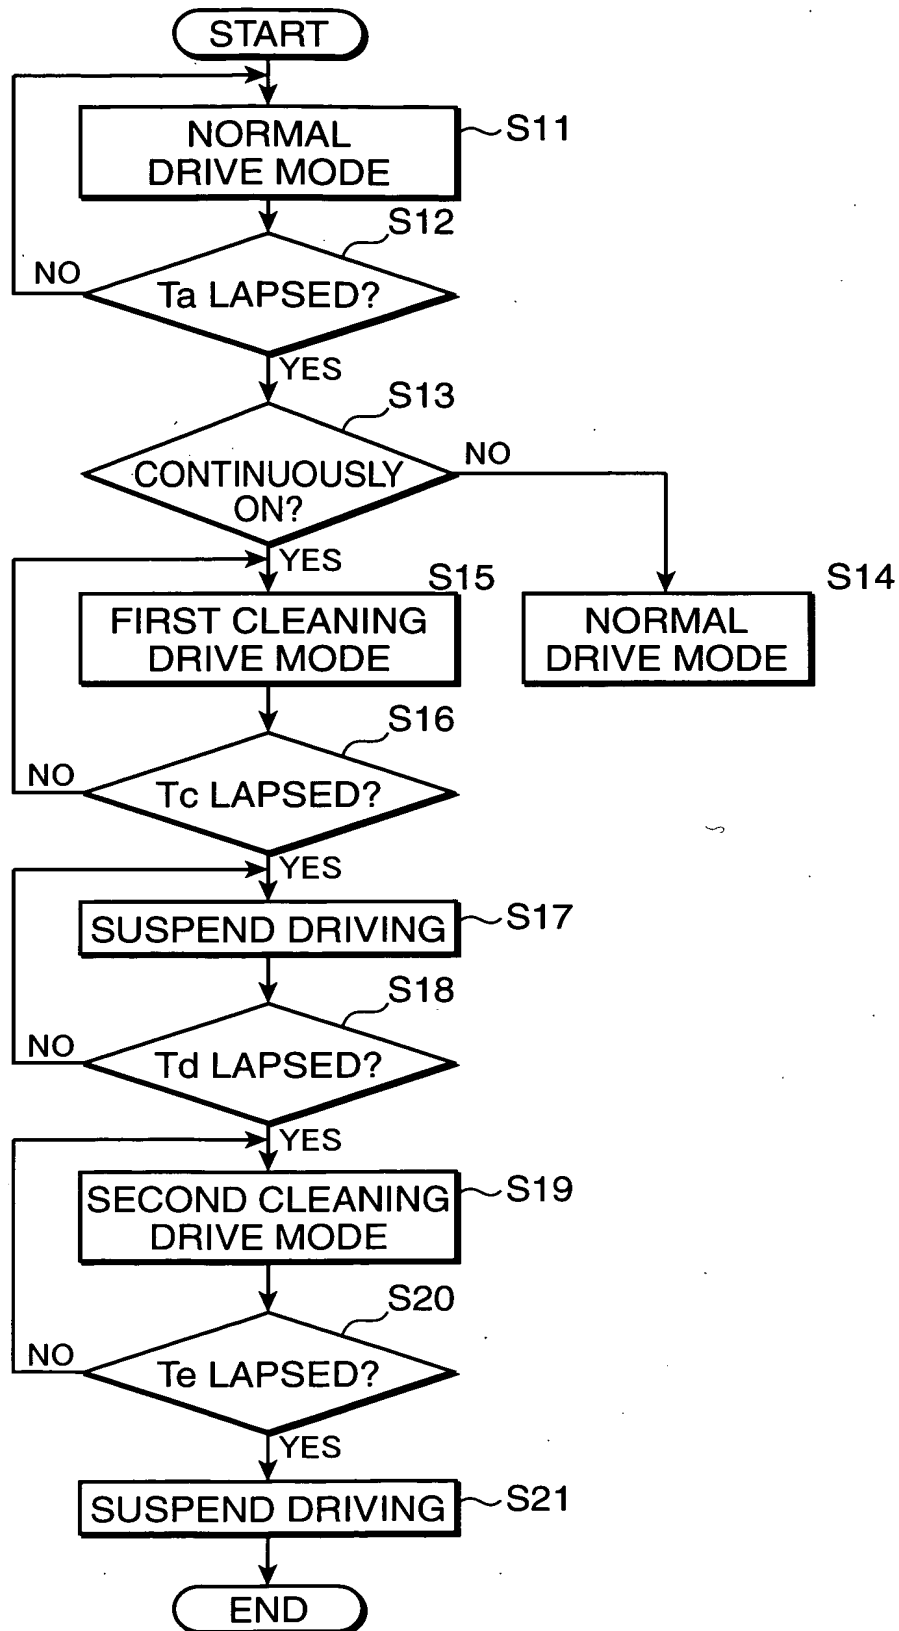 START
NORMAL
DRIVE MODE
S11
S12
Ta LAPSED?
NO
YES
S13
CONTINUOUSLY
ON?
NO
YES
S14
NORMAL
DRIVE MODE
S15
FIRST CLEANING
DRIVE MODE
S16
Tc LAPSED?
NO
YES
SUSPEND DRIVING
S17
S18
Td LAPSED?
NO
YES
SECOND CLEANING
DRIVE MODE
S19
S20
Te LAPSED?
NO
YES
SUSPEND DRIVING
S21
END